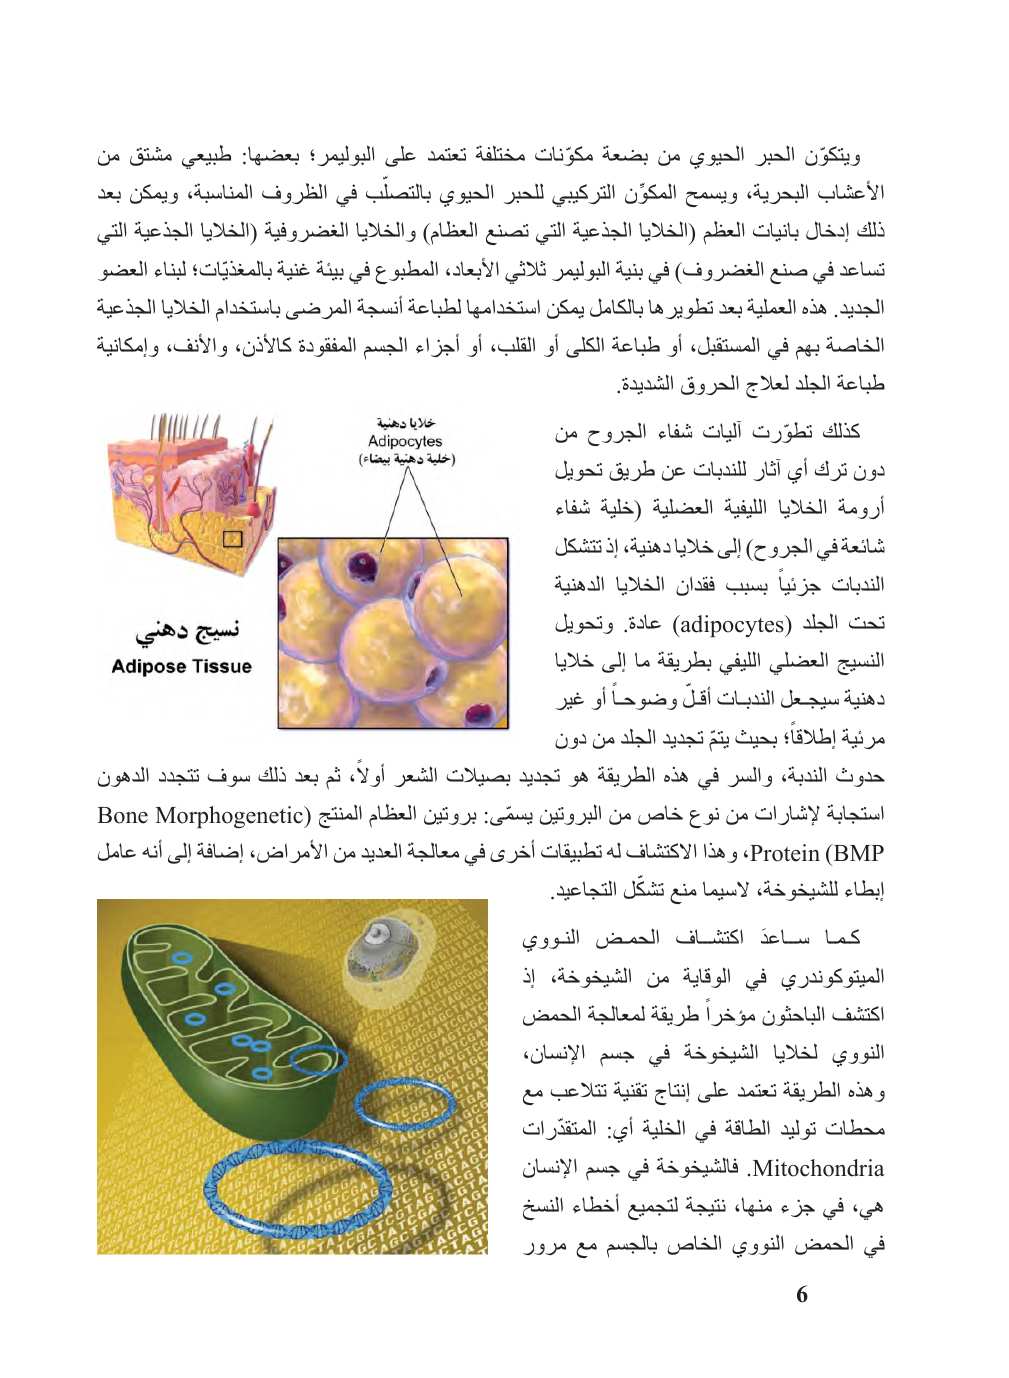 ويتكوّن الحبر الحيوي من بضعة مكوّنات مختلفة تعتمد على البوليمر؛ بعضها: طبيعي مشتق من
الأعشاب البحرية، ويسمح المكوِّن التركيبي للحبر الحيوي بالتصلّب في الظروف المناسبة، ويمكن بعد
ذلك إدخال بانيات العظم (الخلايا الجذعية التي تصنع العظام) والخلايا الغضروفية (الخلايا الجذعية التي
تساعد في صنع الغضروف) في بنية البوليمر ثلاثي الأبعاد، المطبوع في بيئة غنية بالمغذيّات؛ لبناء العضو
الجديد. هذه العملية بعد تطويرها بالكامل يمكن استخدامها لطباعة أنسجة المرضى باستخدام الخلايا الجذعية
الخاصة بهم في المستقبل، أو طباعة الكلى أو القلب، أو أجزاء الجسم المفقودة كالأذن، والأنف، وإمكانية
طباعة الجلد لعلاج الحروق الشديدة.
كذلك تطوّرت آليات شفاء الجروح من
دون ترك أي آثار للندبات عن طريق تحويل
أرومة الخلايا الليفية العضلية (خلية شفاء
شائعة في الجروح) إلى خلايا دهنية، إذ تتشكل
الندبات جزئياً بسبب فقدان الخلايا الدهنية
تحت الجلد (adipocytes) عادة. وتحويل
النسيج العضلي الليفي بطريقة ما إلى خلايا
دهنية سيجـعل الندبـات أقـلّ وضوحـاً أو غير
مرئية إطلاقاً؛ بحيث يتمّ تجديد الجلد من دون
خلايا دهنية
Adipocytes
(خلية دهنية بيضاء)
نسيج دهني
Adipose Tissue
حدوث الندبة، والسر في هذه الطريقة هو تجديد بصيلات الشعر أولاً، ثم بعد ذلك سوف تتجدد الدهون
استجابة لإشارات من نوع خاص من البروتين يسمّى: بروتين العظام المنتج (Bone Morphogenetic
Protein (BMP، وهذا الاكتشاف له تطبيقات أخرى في معالجة العديد من الأمراض، إضافة إلى أنه عامل
إبطاء للشيخوخة، لاسيما منع تشكّل التجاعيد.
كـمـا ســاعدَ اكتشــاف الحمـض النـووي
الميتوكوندري في الوقاية من الشيخوخة، إذ
اكتشف الباحثون مؤخراً طريقة لمعالجة الحمض
النووي لخلايا الشيخوخة في جسم الإنسان،
وهذه الطريقة تعتمد على إنتاج تقنية تتلاعب مع
محطات توليد الطاقة في الخلية أي: المتقدّرات
Mitochondria. فالشيخوخة في جسم الإنسان
هي، في جزء منها، نتيجة لتجميع أخطاء النسخ
في الحمض النووي الخاص بالجسم مع مرور
6